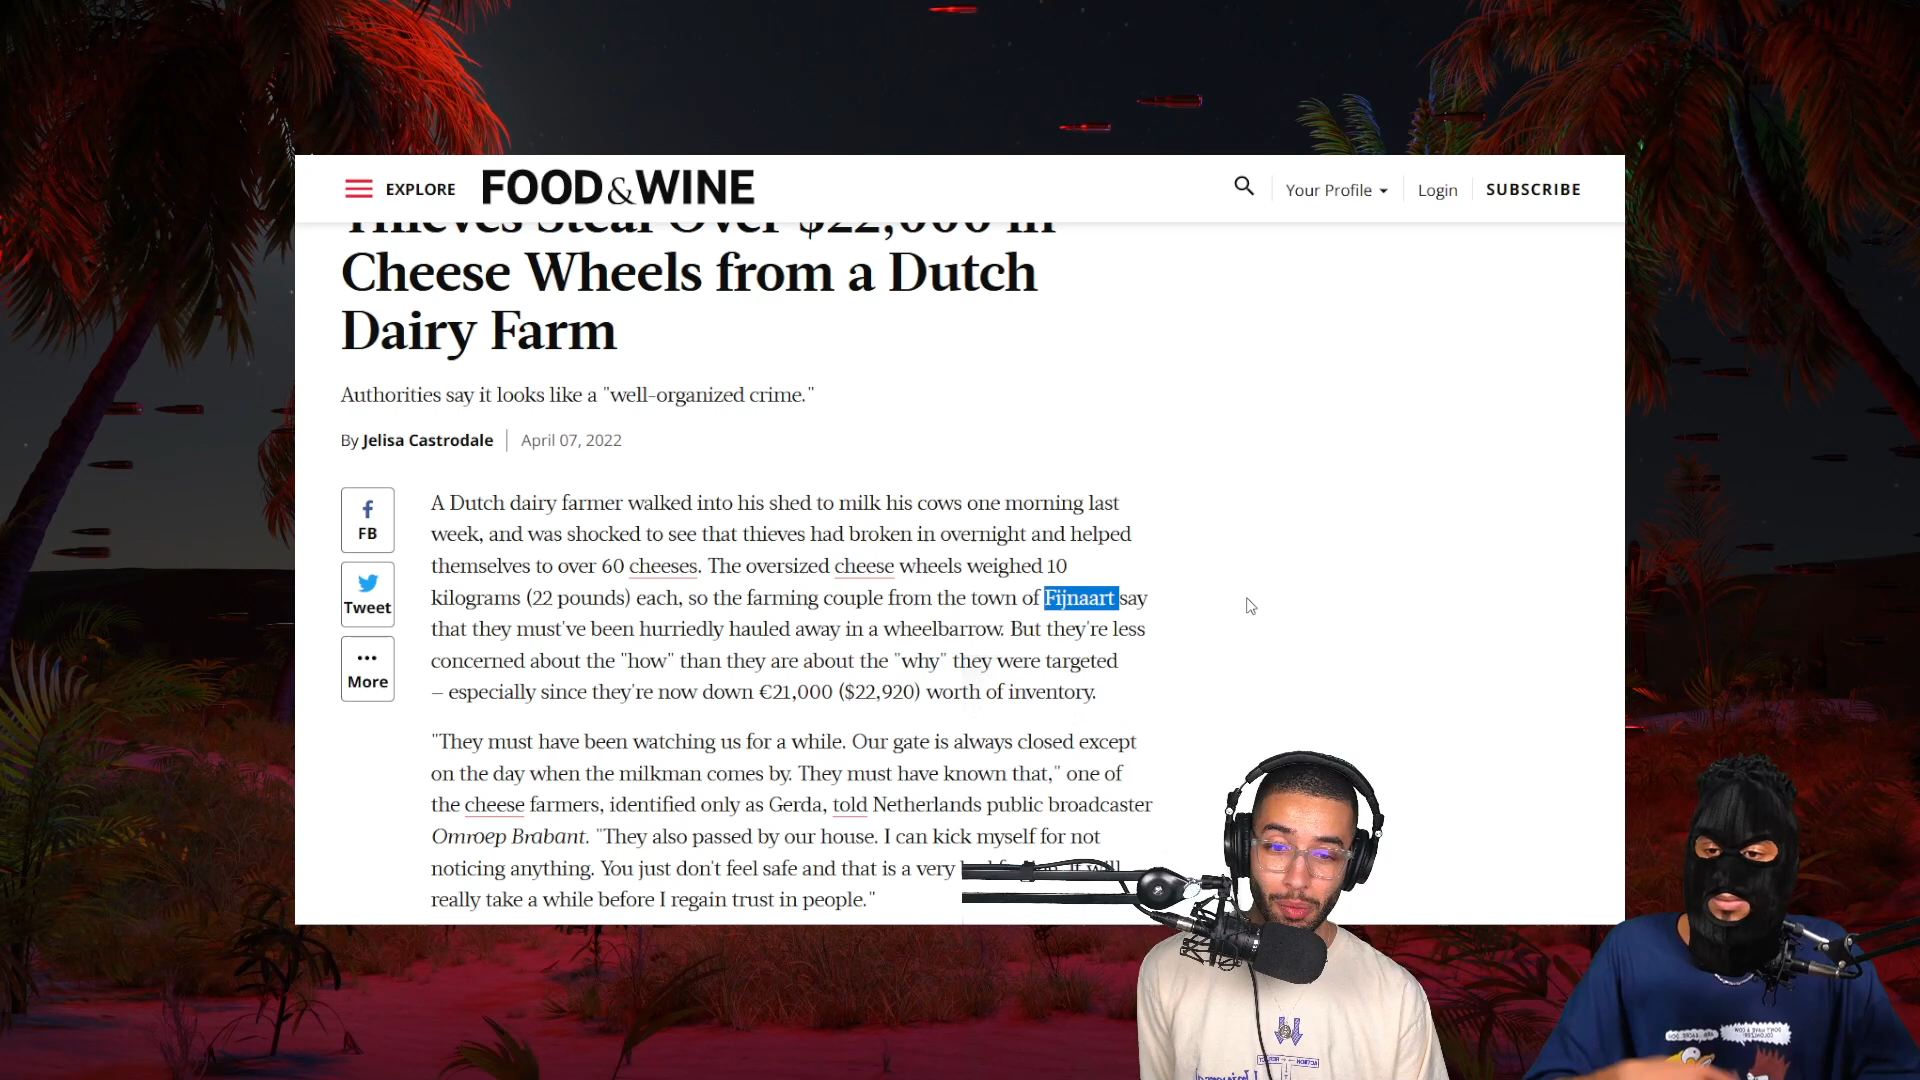 EXPLORE FOOD&WINE Your Profile Login SUBSCRIBE
Thieves Steal Over $22,000 in
Cheese Wheels from a Dutch
Dairy Farm
Authorities say it looks like a "well-organized crime."
By Jelisa Castrodale April 07, 2022
FB
Tweet
More
A Dutch dairy farmer walked into his shed to milk his cows one morning last
week, and was shocked to see that thieves had broken in overnight and helped
themselves to over 60 cheeses. The oversized cheese wheels weighed 10
kilograms (22 pounds) each, so the farming couple from the town of Fijnaart say
that they must've been hurriedly hauled away in a wheelbarrow. But they're less
concerned about the "how" than they are about the "why" they were targeted
– especially since they're now down €21,000 ($22,920) worth of inventory.
"They must have been watching us for a while. Our gate is always closed except
on the day when the milkman comes by. They must have known that," one of
the cheese farmers, identified only as Gerda, told Netherlands public broadcaster
Omroep Brabant. "They also passed by our house. I can kick myself for not
noticing anything. You just don't feel safe and that is a very
really take a while before I regain trust in people."